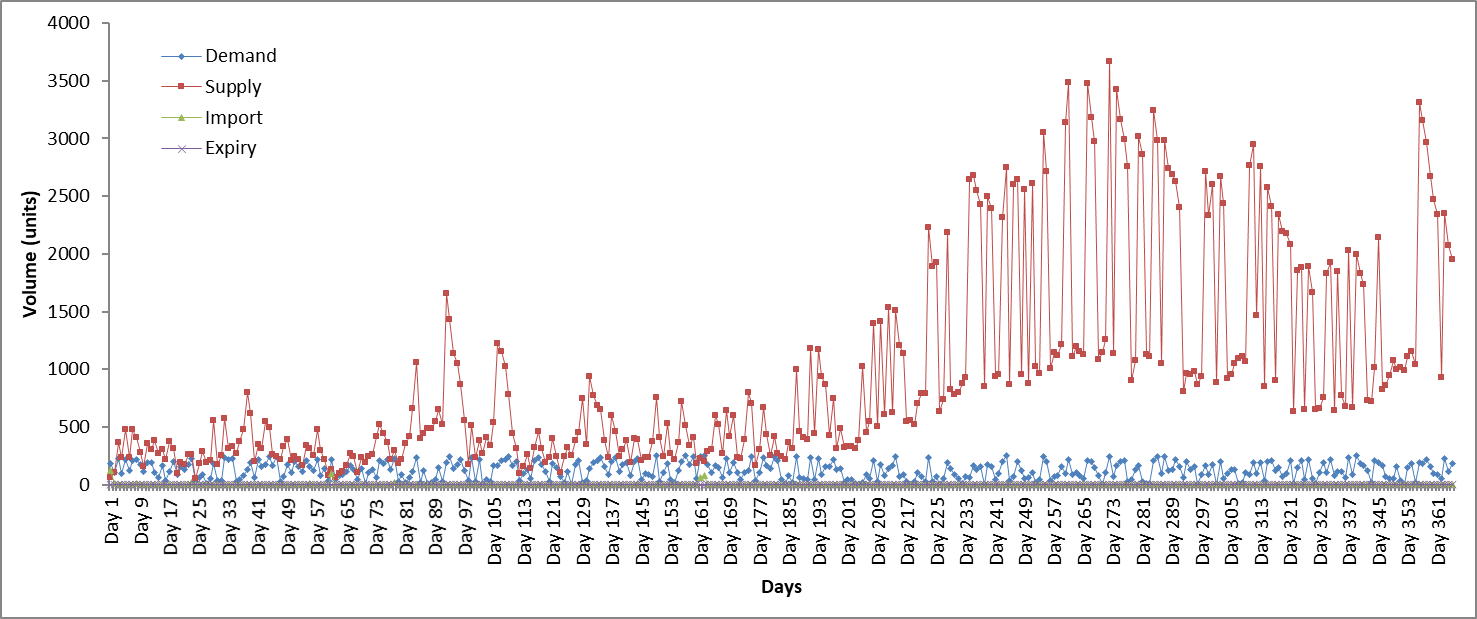 4000
3500
3000
2500
2000
1500
1000
500
0
Volume (units)
Demand
Supply
Import
Expiry
Day 1
Day 9
Day 17
Day 25
Day 33
Day 41
Day 49
Day 57
Day 65
Day 73
Day 81
Day 89
Day 97
Day 105
Day 113
Day 121
Day 129
Day 137
Day 145
Day 153
Day 161
Day 169
Day 177
Day 185
Day 193
Day 201
Day 209
Day 217
Day 225
Day 233
Day 241
Day 249
Day 257
Day 265
Day 273
Day 281
Day 289
Day 297
Day 305
Day 313
Day 321
Day 329
Day 337
Day 345
Day 353
Day 361
Days